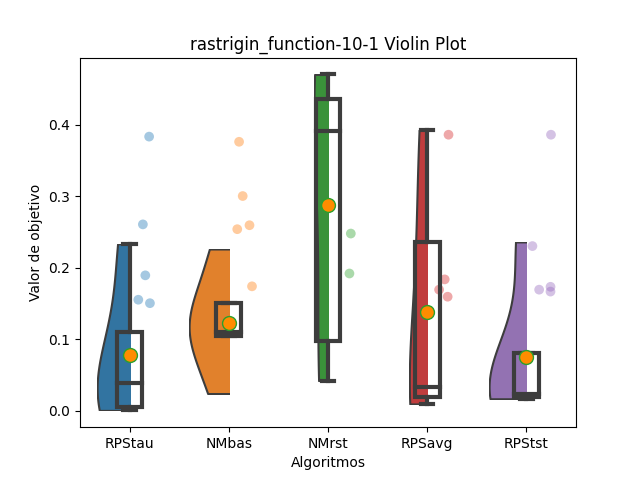 rastrigin_function-10-1 Violin Plot
0.4
0.3
0.2
0.1
0.0
Valor de objetivo
RPStau
NMbas
NMrst
RPSavg
RPStst
Algoritmos